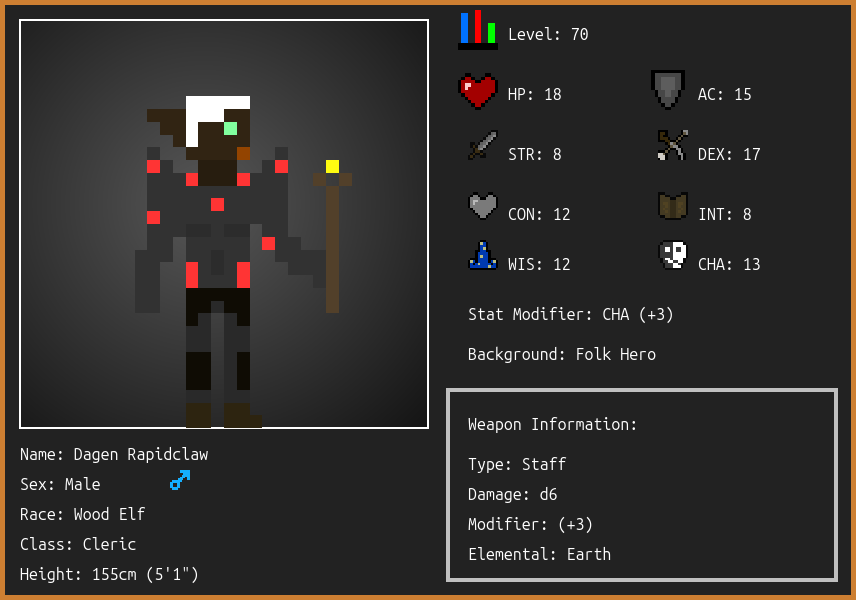 Level: 70
HP: 18
AC: 15
STR: 8
DEX: 17
CON: 12
INT: 8
WIS: 12
CHA: 13
Stat Modifier: CHA (+3)
Background: Folk Hero
Weapon Information:
Type: Staff
Damage: d6
Modifier: (+3)
Elemental: Earth
Name: Dagen Rapidclaw
Sex: Male
Race: Wood Elf
Class: Cleric
Height: 155cm (5'1")